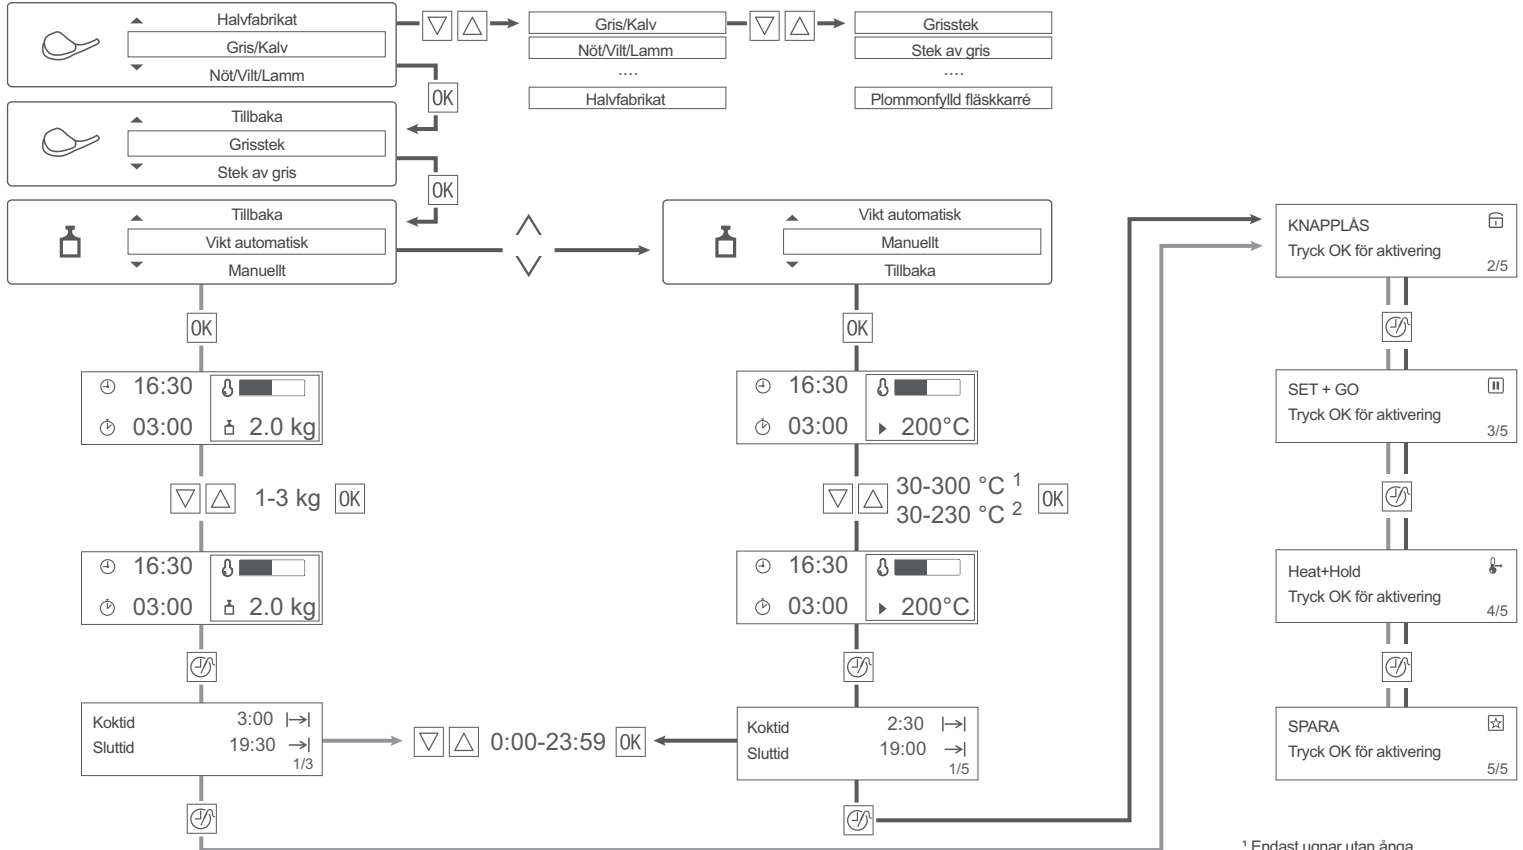 Halvfabrikat
Gris/Kalv
Nöt/Vilt/Lamm
Gris/Kalv
Nöt/Vilt/Lamm
....
Halvfabrikat
Grisstek
Stek av gris
....
Plommonfylld fläskkarré
OK
Tillbaka
Grisstek
Stek av gris
OK
Tillbaka
Vikt automatisk
Manuellt
Vikt automatisk
Manuellt
Tillbaka
OK
16:30
03:00
2.0 kg
1-3 kg OK
16:30
03:00
2.0 kg
Koktid 3:00
Sluttid 19:30
1/3
0:00-23:59 OK
OK
16:30
03:00
200°C
30-300 °C 1
30-230 °C 2
OK
16:30
03:00
200°C
Koktid 2:30
Sluttid 19:00
1/5
KNAPPLÅS
Tryck OK för aktivering
2/5
SET + GO
Tryck OK för aktivering
3/5
Heat+Hold
Tryck OK för aktivering
4/5
SPARA
Tryck OK för aktivering
5/5
1 Endast ugnar utan ånga